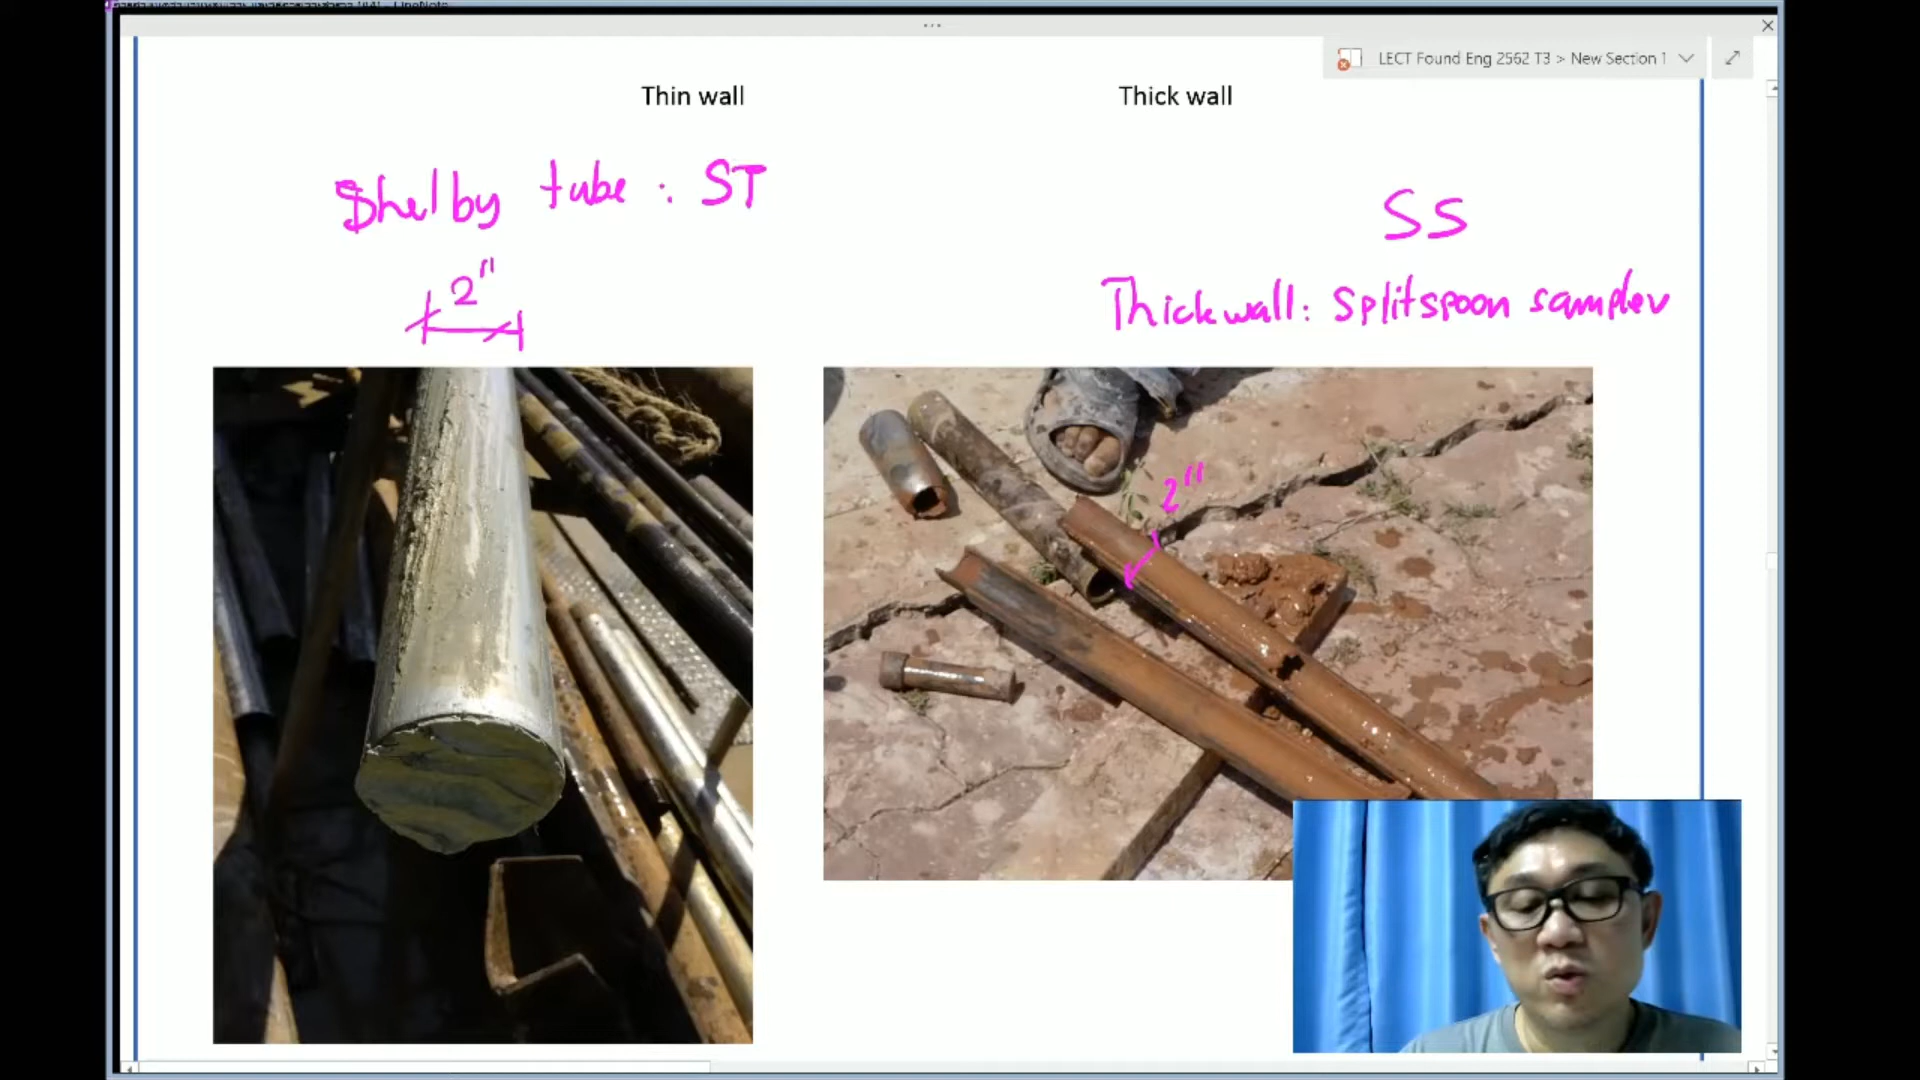 LECT Found Eng 2562 T3 > New Section 1
Thin wall
Thick wall
Shelby tube : ST
2"
SS
Thickwall: Splitspoon sampler
2"